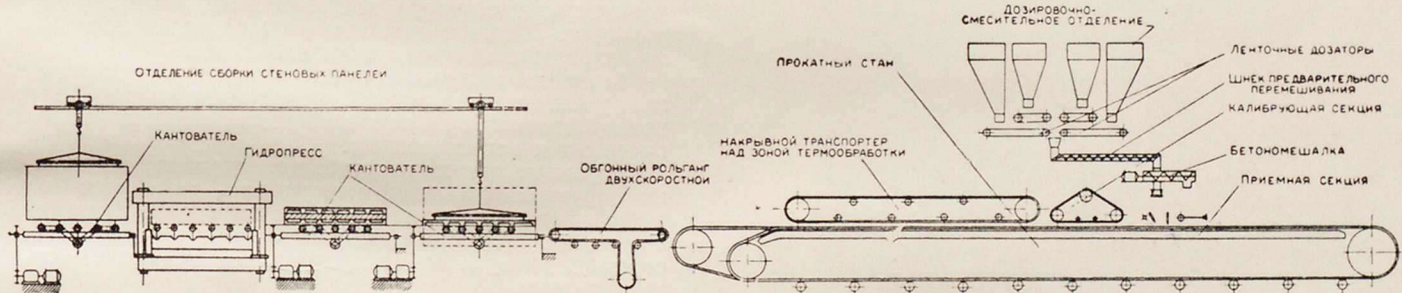 ДОЗИРОВОЧНО-
СМЕСИТЕЛЬНОЕ ОТДЕЛЕНИЕ
ОТДЕЛЕНИЕ СБОРКИ СТЕНОВЫХ ПАНЕЛЕЙ
ПРОКАТНЫЙ СТАН
ЛЕНТОЧНЫЕ ДОЗАТОРЫ
ШНЕК ПРЕДВАРИТЕЛЬНОГО
ПЕРЕМЕШИВАНИЯ
КАЛИБРУЮЩАЯ СЕКЦИЯ
КАНТОВАТЕЛЬ
ГИДРОПРЕСС
КАНТОВАТЕЛЬ
ОБГОННЫЙ РОЛЬГАНГ
ДВУХСКОРОСТНОЙ
НАКРЫВНОЙ ТРАНСПОРТЕР
НАД ЗОНОЙ ТЕРМООБРАБОТКИ
БЕТОНОМЕШАЛКА
ПРИЕМНАЯ СЕКЦИЯ